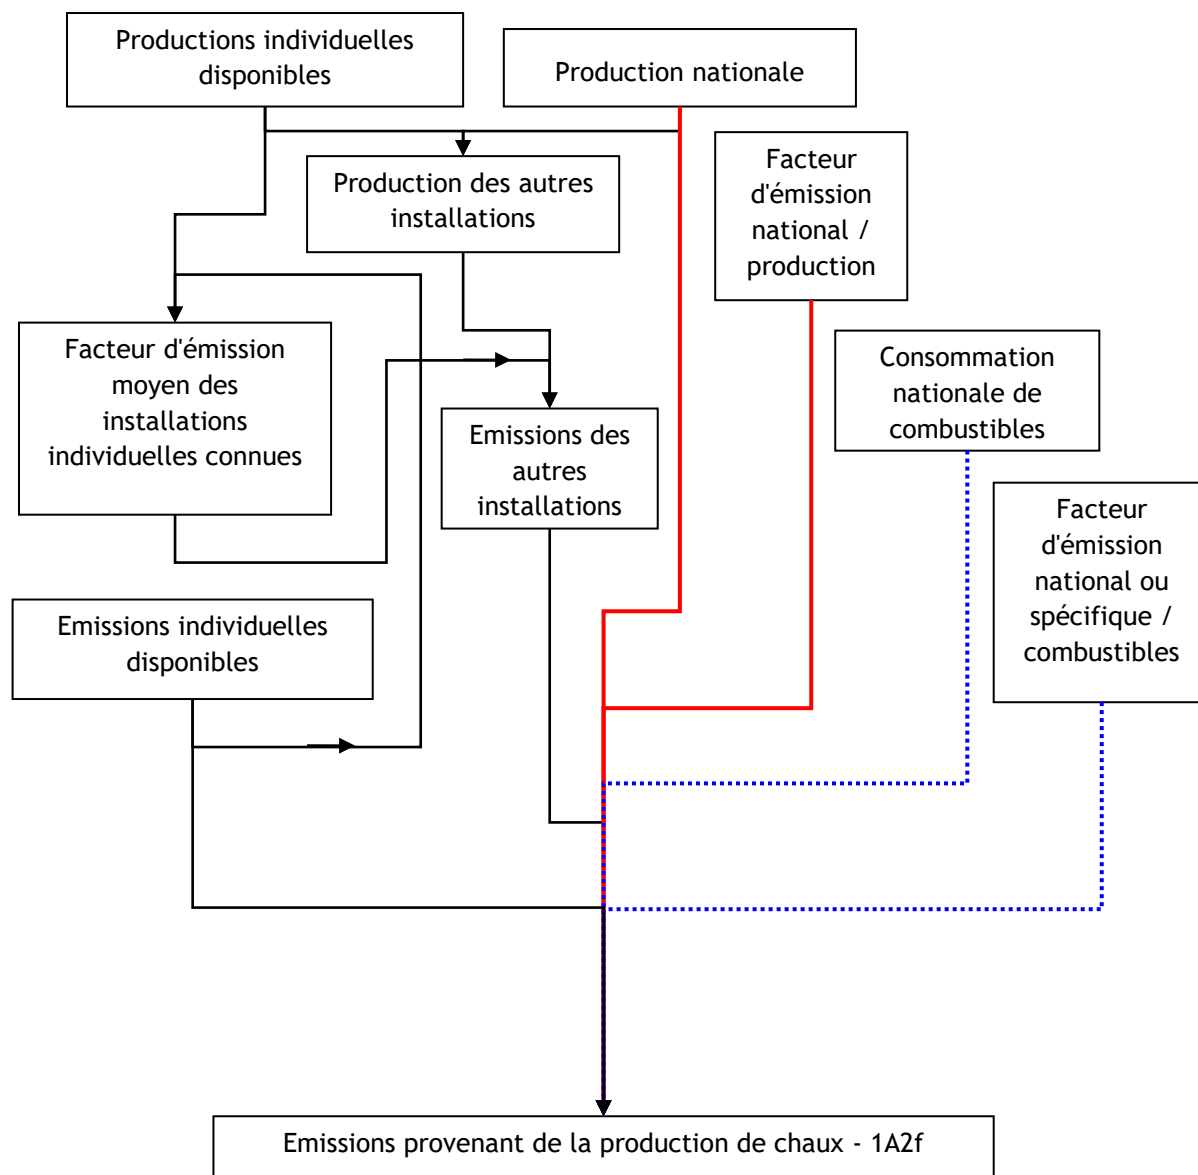 Productions individuelles
disponibles
Production nationale
Facteur
d'émission
national /
production
Production des autres
installations
Facteur d'émission
moyen des
installations
individuelles connues
Consommation
nationale de
combustibles
Emissions des
autres
installations
Facteur
d'émission
national ou
spécifique /
combustibles
Emissions individuelles
disponibles
Emissions provenant de la production de chaux - 1A2f